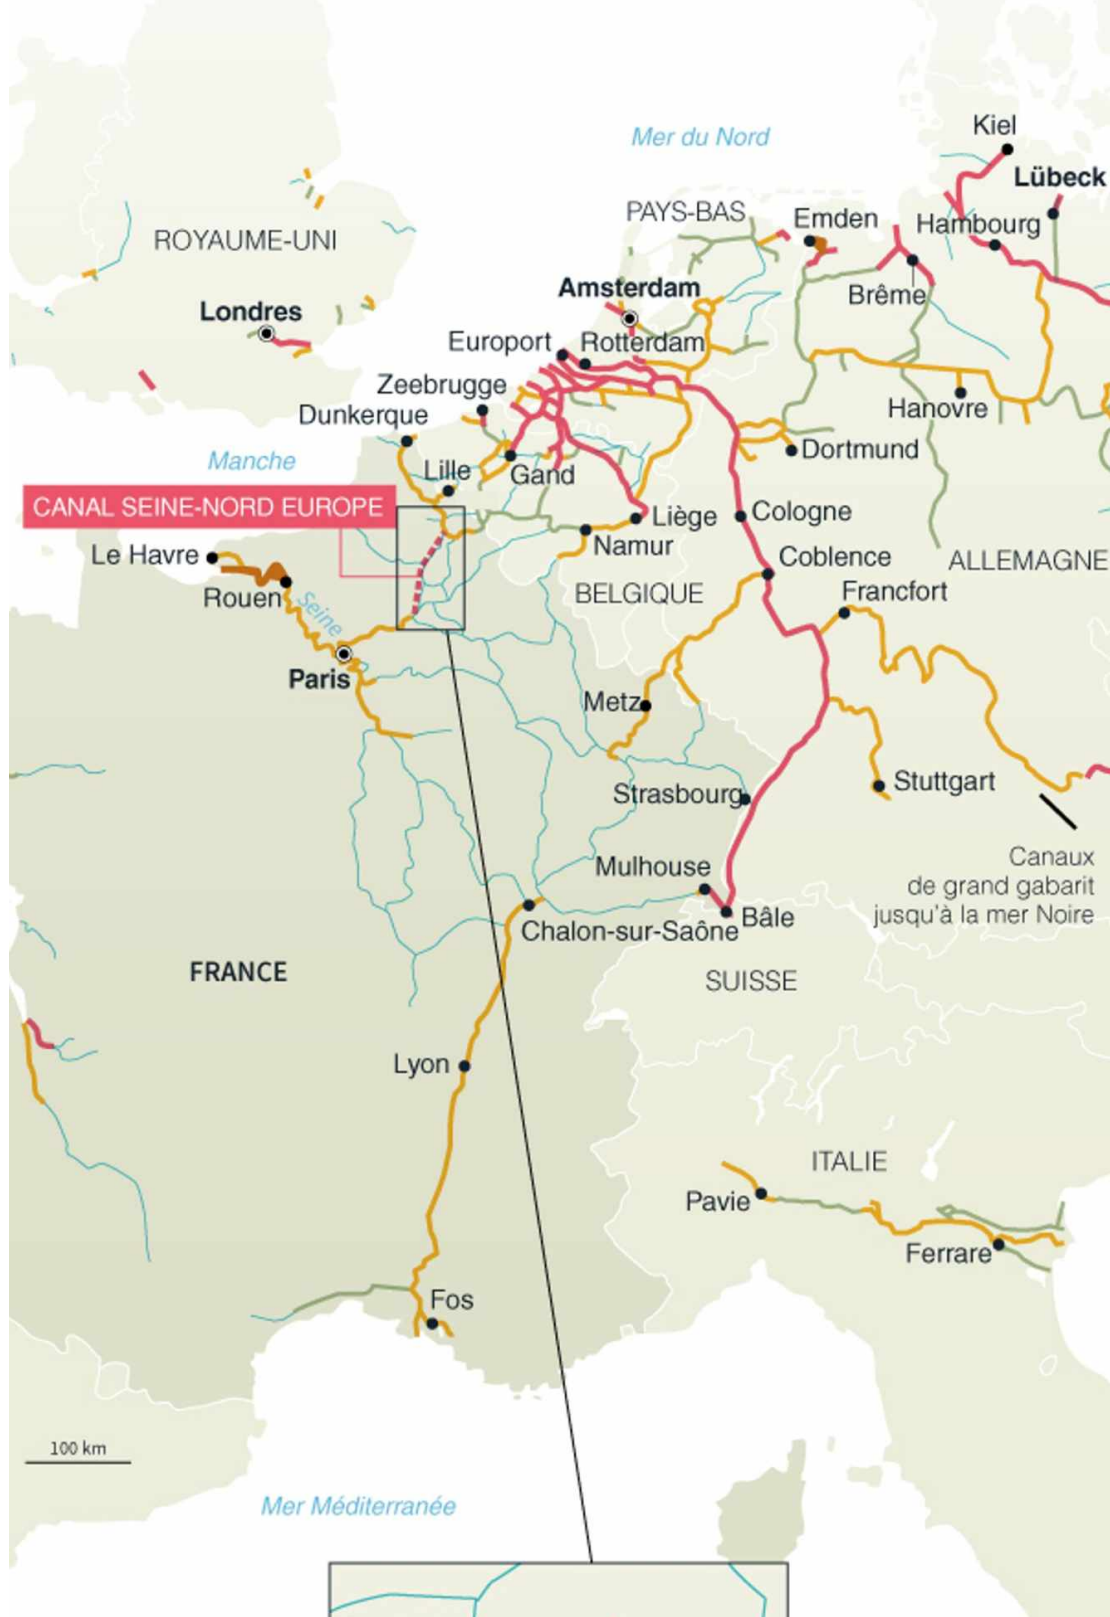 Mer du Nord
Kiel
Lübeck
PAYS-BAS
Emden
Hambourg
ROYAUME-UNI
Amsterdam
Brême
Londres
Europort
Rotterdam
Zeebrugge
Dunkerque
Hanovre
Manche
Lille
Gand
Dortmund
CANAL SEINE-NORD EUROPE
Liège
Cologne
Le Havre
Namur
Coblence
ALLEMAGNE
Rouen
Seine
BELGIQUE
Francfort
Paris
Metz
Strasbourg
Stuttgart
Mulhouse
Canaux
de grand gabarit
jusqu'à la mer Noire
Chalon-sur-Saône
Bâle
FRANCE
SUISSE
Lyon
ITALIE
Pavie
Ferrare
Fos
100 km
Mer Méditerranée